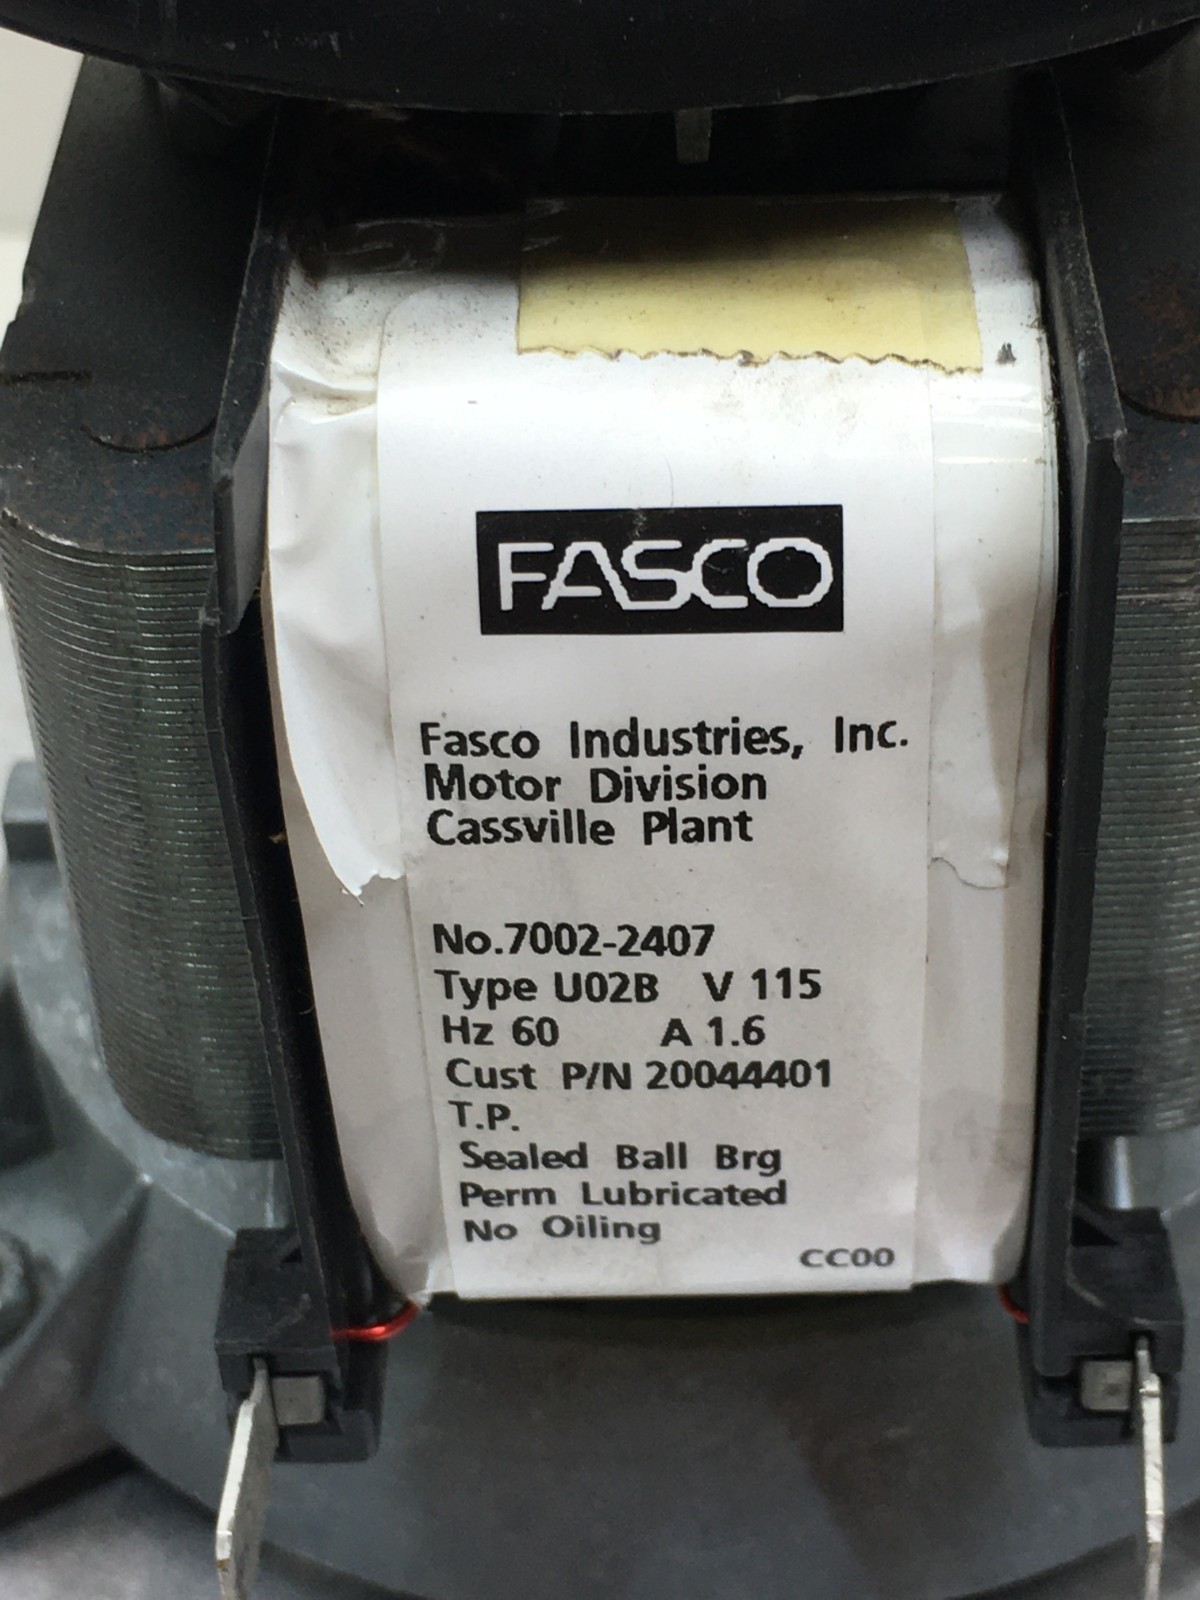 FASCO
Fasco Industries, Inc.
Motor Division
Cassville Plant
No.7002-2407
Type U02B V 115
Hz 60 A 1.6
Cust P/N 20044401
T.P.
Sealed Ball Brg
Perm Lubricated
No Oiling
CC00